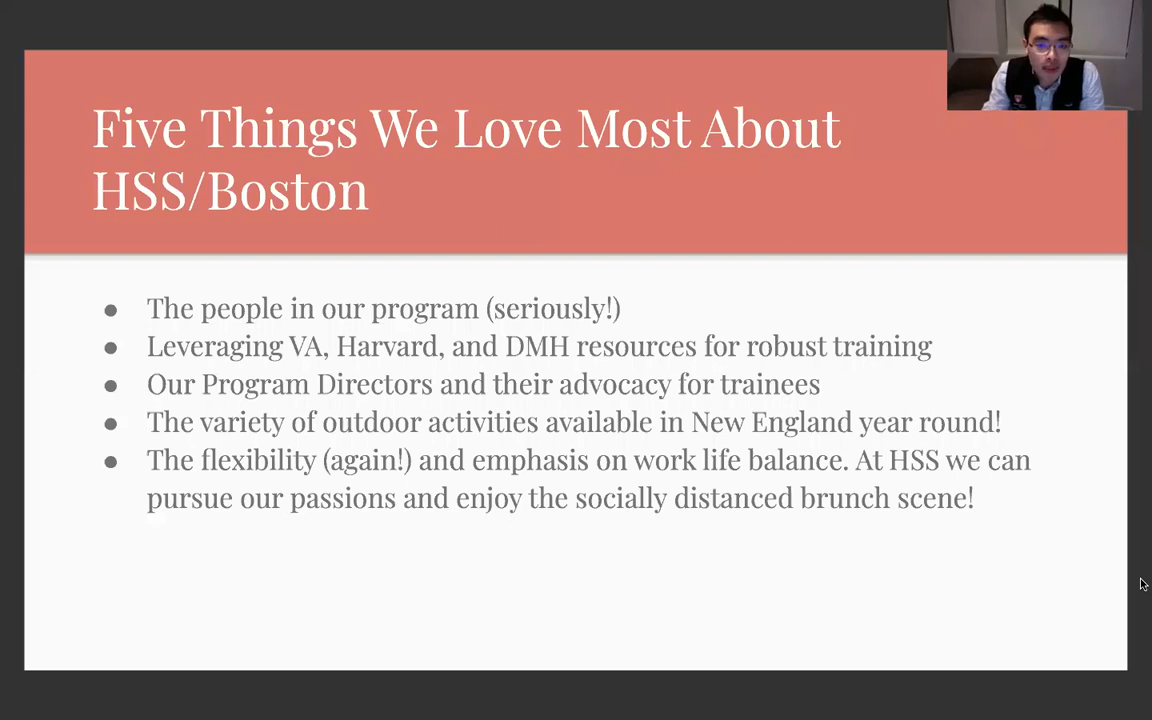 Five Things We Love Most About
HSS/Boston
● The people in our program (seriously!)
● Leveraging VA, Harvard, and DMH resources for robust training
● Our Program Directors and their advocacy for trainees
● The variety of outdoor activities available in New England year round!
● The flexibility (again!) and emphasis on work life balance. At HSS we can
pursue our passions and enjoy the socially distanced brunch scene!